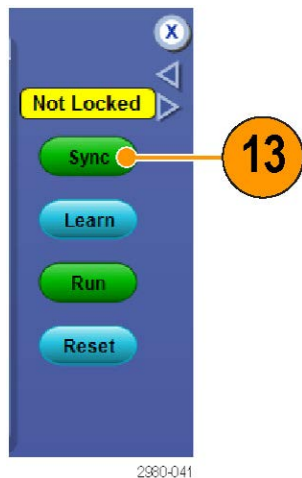 X
Not Locked
Sync
13
Learn
Run
Reset
2980-041